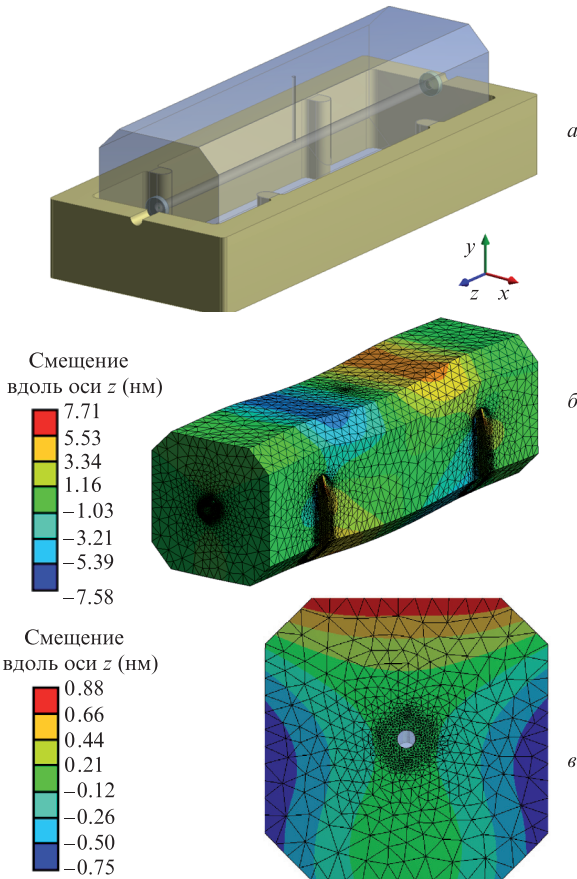 а
y
z
x
Смещение
вдоль оси z (нм)
7.71
5.53
3.34
1.16
–1.03
–3.21
–5.39
–7.58
б
Смещение
вдоль оси z (нм)
0.88
0.66
0.44
0.21
–0.12
–0.26
–0.50
–0.75
в